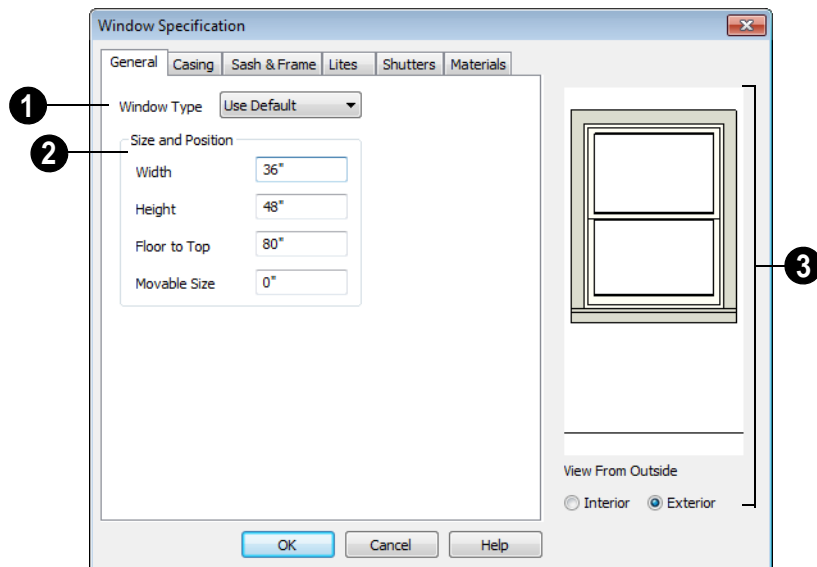 Window Specification
General Casing Sash & Frame Lites Shutters Materials
1 Window Type Use Default
2 Size and Position
Width 36"
Height 48"
Floor to Top 80"
Movable Size 0"
3
View From Outside
Interior Exterior
OK Cancel Help